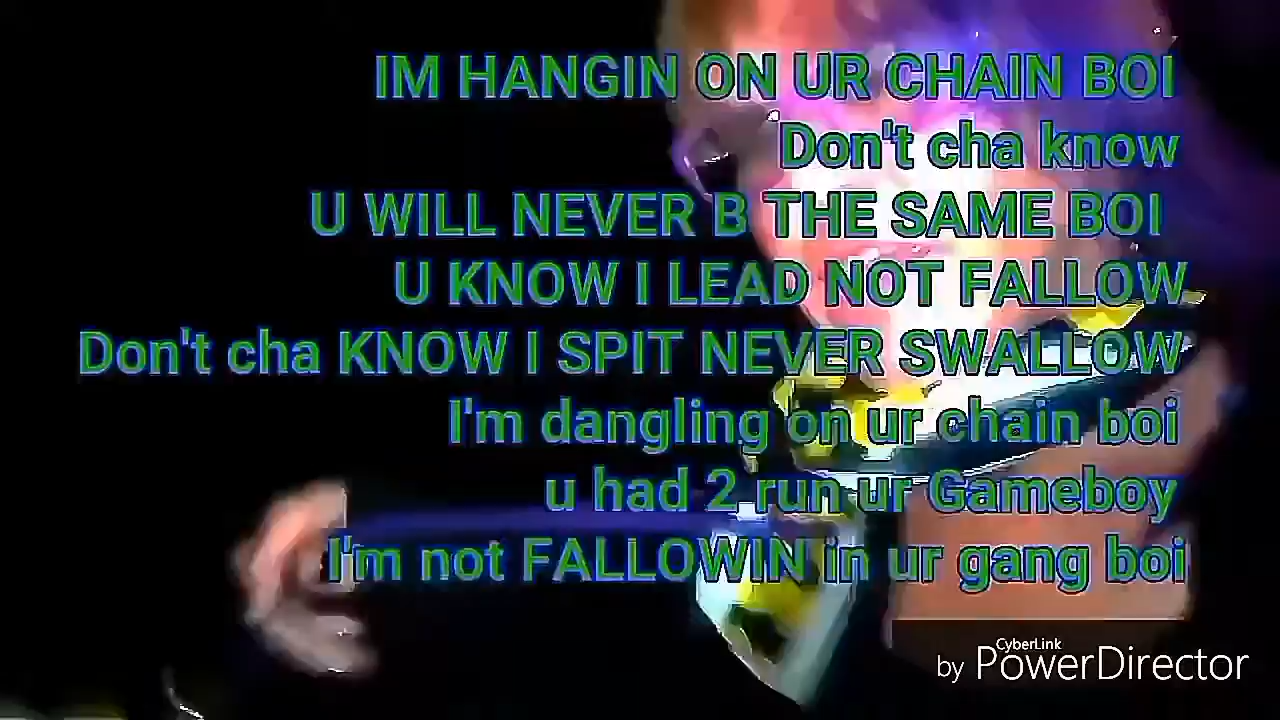 IM HANGIN ON UR CHAIN BOI
Don't cha know
U WILL NEVER B THE SAME BOI
U KNOW I LEAD NOT FALLOW
Don't cha KNOW I SPIT NEVER SWALLOW
I'm dangling on ur chain boi
u had 2 run ur Gameboy
I'm not FALLOWIN in ur gang boi
CyberLink
by PowerDirector